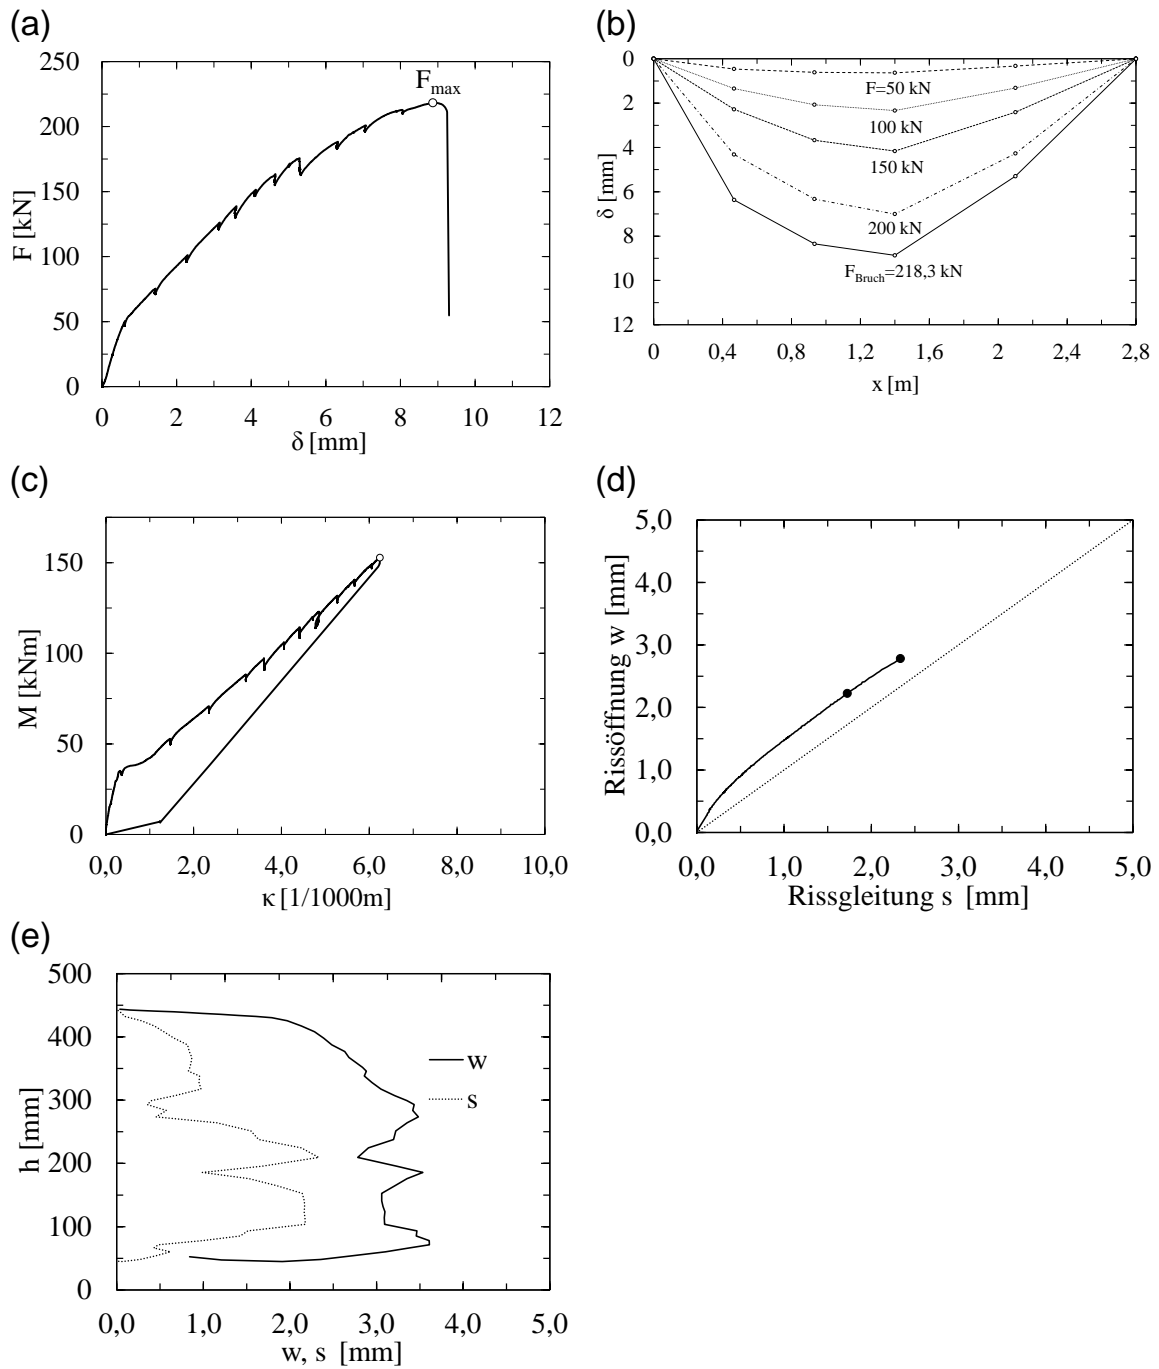 (a)
250
200
150
100
50
0
F [kN]
F_max
0 2 4 6 8 10 12
δ [mm]
(b)
0
2
4
6
8
10
12
δ [mm]
F=50 kN
100 kN
150 kN
200 kN
F_Bruch=218,3 kN
0 0,4 0,8 1,2 1,6 2 2,4 2,8
x [m]
(c)
150
100
50
0
M [kNm]
0,0 2,0 4,0 6,0 8,0 10,0
κ [1/1000m]
(d)
5,0
4,0
3,0
2,0
1,0
0,0
Rissöffnung w [mm]
0,0 1,0 2,0 3,0 4,0 5,0
Rissgleitung s [mm]
(e)
500
400
300
200
100
0
h [mm]
w
s
0,0 1,0 2,0 3,0 4,0 5,0
w, s [mm]